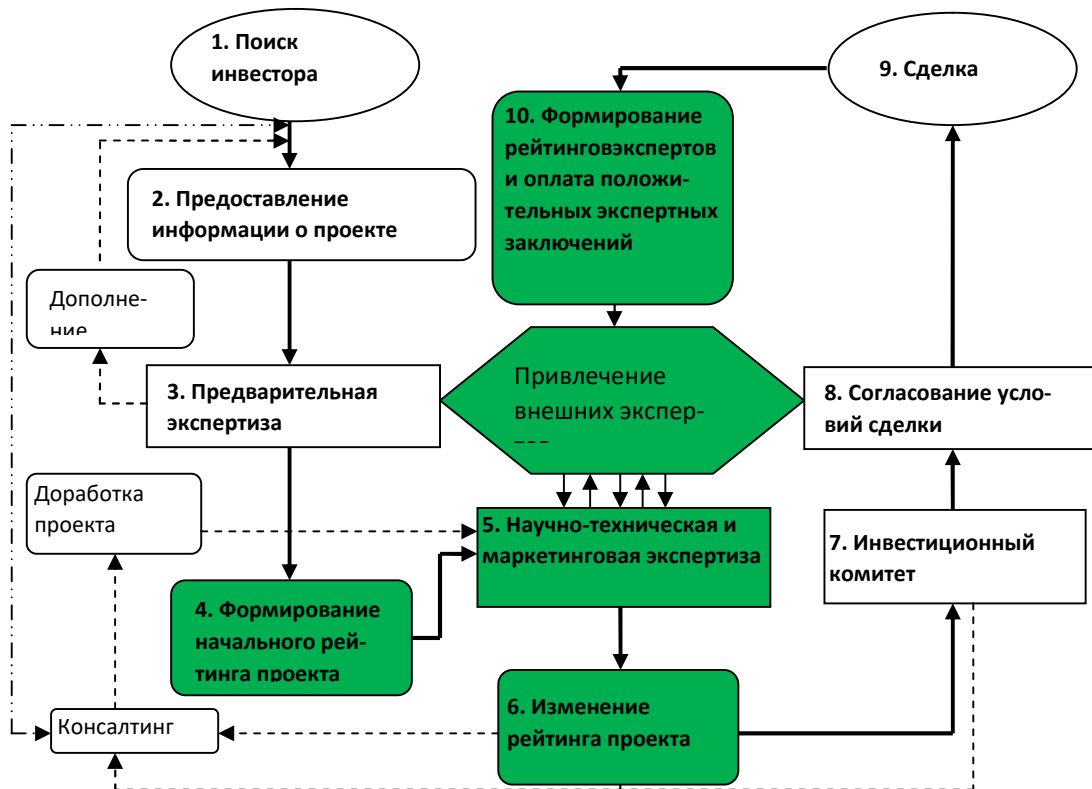 1. Поиск
инвестора
9. Сделка
10. Формирование
рейтинговэкспертов
и оплата положи-
тельных экспертных
заключений
2. Предоставление
информации о проекте
Дополне-
ние
3. Предварительная
экспертиза
Привлечение
внешних экспер-
тов
8. Согласование усло-
вий сделки
Доработка
проекта
5. Научно-техническая и
маркетинговая экспертиза
7. Инвестиционный
комитет
4. Формирование
начального рей-
тинга проекта
6. Изменение
рейтинга проекта
Консалтинг